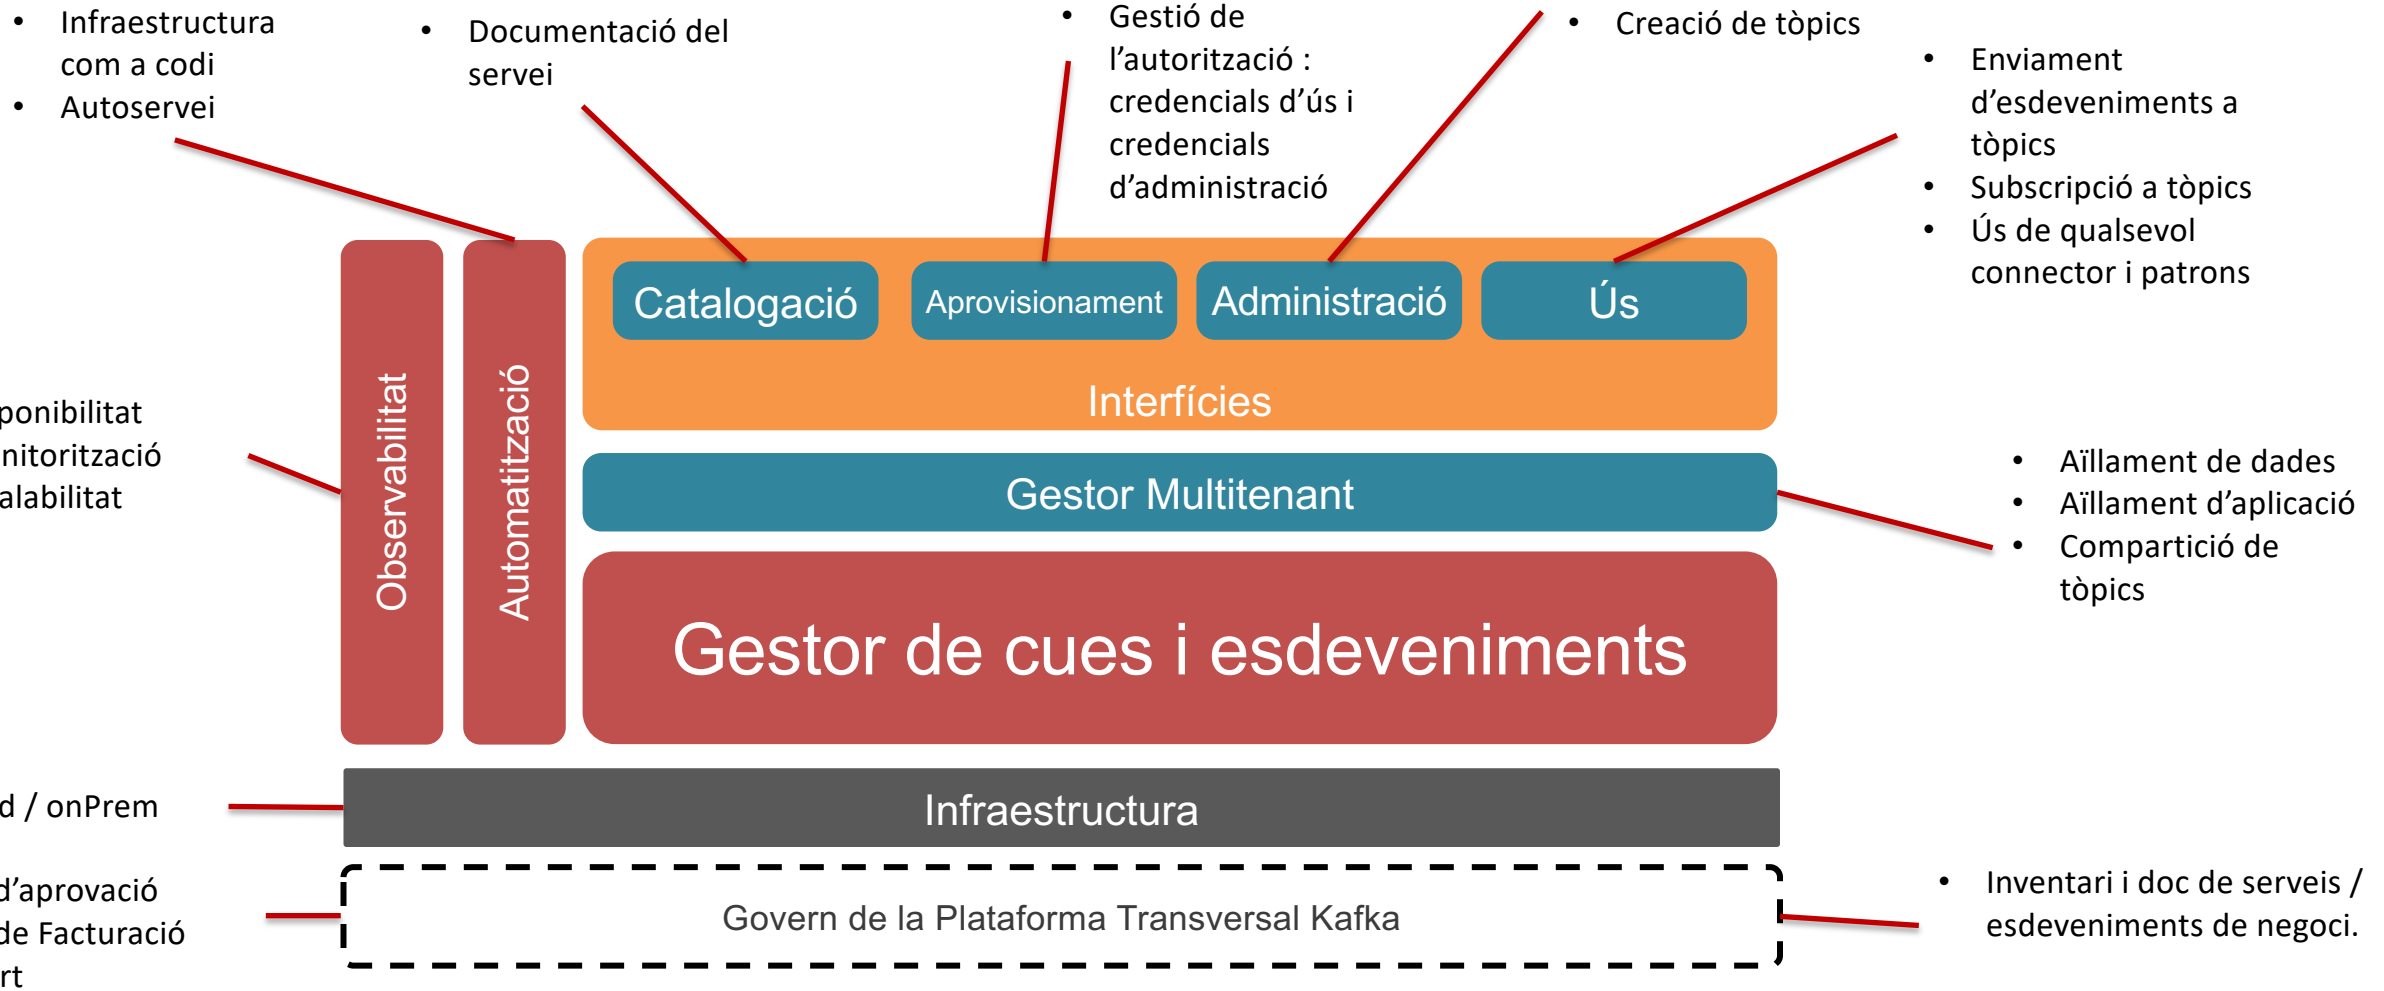 • Infraestructura
com a codi
• Autoservei
• Documentació del
servei
• Gestió de
l’autorització :
credencials d’ús i
credencials
d’administració
• Creació de tòpics
• Enviament
d’esdeveniments a
tòpics
• Subscripció a tòpics
• Ús de qualsevol
connector i patrons
Observabilitat
Automatització
Catalogació
Aprovisionament
Administració
Ús
Interfícies
Gestor Multitenant
• Aïllament de dades
• Aïllament d’aplicació
• Compartició de
tòpics
Gestor de cues i esdeveniments
/ onPrem
Infraestructura
d’aprovació
de Facturació
Govern de la Plataforma Transversal Kafka
• Inventari i doc de serveis /
esdeveniments de negoci.